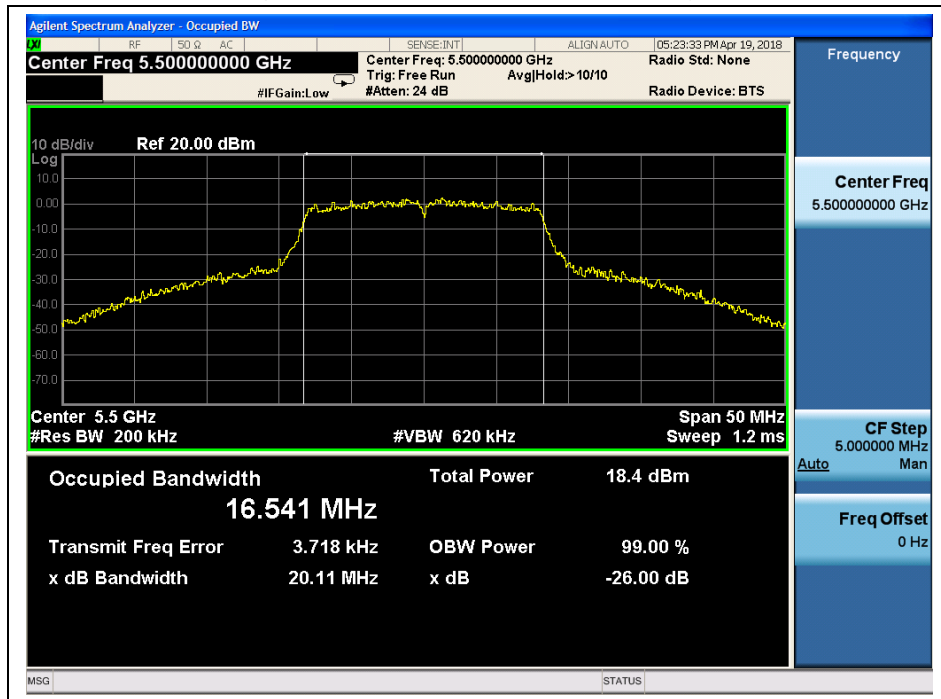 Agilent Spectrum Analyzer - Occupied BW
LXI RF 50 Ω AC SENSE:INT ALIGN AUTO 05:23:33 PM Apr 19, 2018
Center Freq 5.500000000 GHz
Center Freq: 5.500000000 GHz
Radio Std: None
Trig: Free Run Avg|Hold:>10/10
#IFGain:Low
#Atten: 24 dB
Radio Device: BTS
10 dB/div Ref 20.00 dBm
Log
10.0
0.00
-10.0
-20.0
-30.0
-40.0
-50.0
-60.0
-70.0
Center 5.5 GHz Span 50 MHz
#Res BW 200 kHz #VBW 620 kHz Sweep 1.2 ms
Occupied Bandwidth Total Power 18.4 dBm
16.541 MHz
Transmit Freq Error 3.718 kHz OBW Power 99.00 %
x dB Bandwidth 20.11 MHz x dB -26.00 dB
Frequency
Center Freq
5.500000000 GHz
CF Step
5.000000 MHz
Auto Man
Freq Offset
0 Hz
MSG STATUS